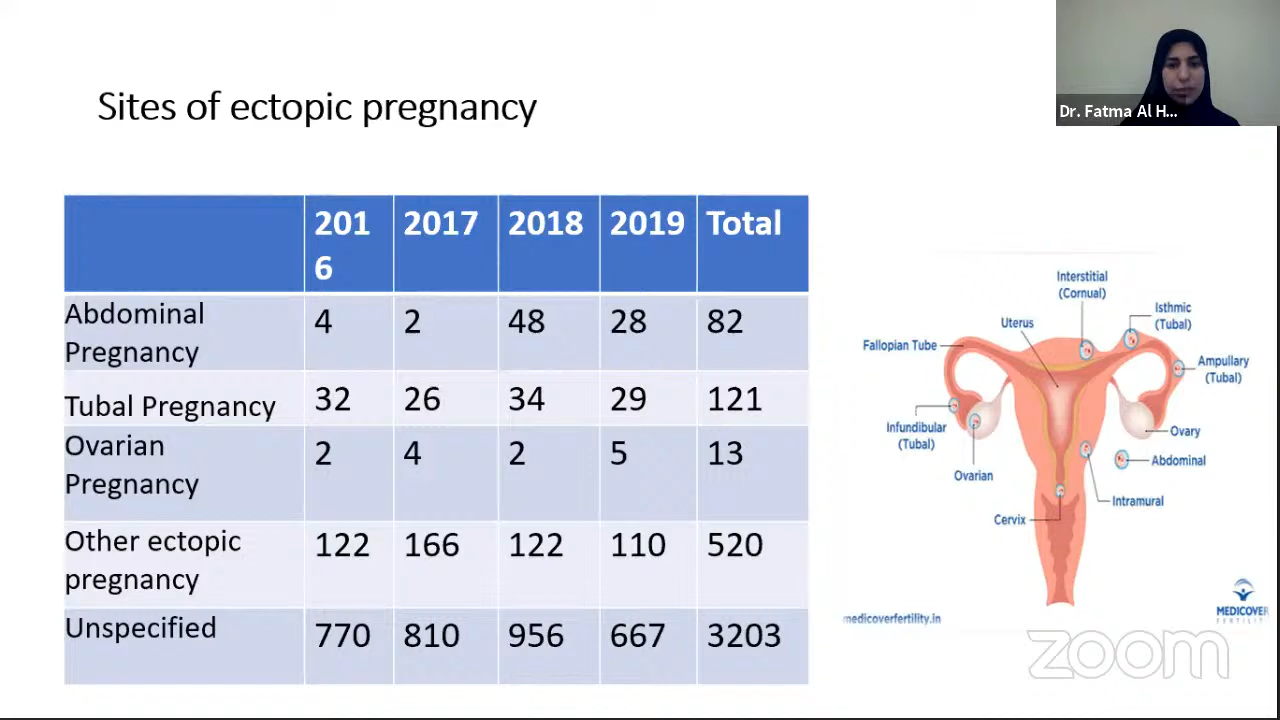 Dr. Fatma Al H...
Sites of ectopic pregnancy
201
6
2017
2018
2019
Total
Abdominal
Pregnancy
4
2
48
28
82
Tubal Pregnancy
32
26
34
29
121
Ovarian
Pregnancy
2
4
2
5
13
Other ectopic
pregnancy
122
166
122
110
520
Unspecified
770
810
956
667
3203
Interstitial
(Cornual)
Isthmic
(Tubal)
Uterus
Fallopian Tube
Ampullary
(Tubal)
Infundibular
(Tubal)
Ovary
Abdominal
Ovarian
Intramural
Cervix
medicoverfertility.in
MEDICOVER
FERTILITY
zoom